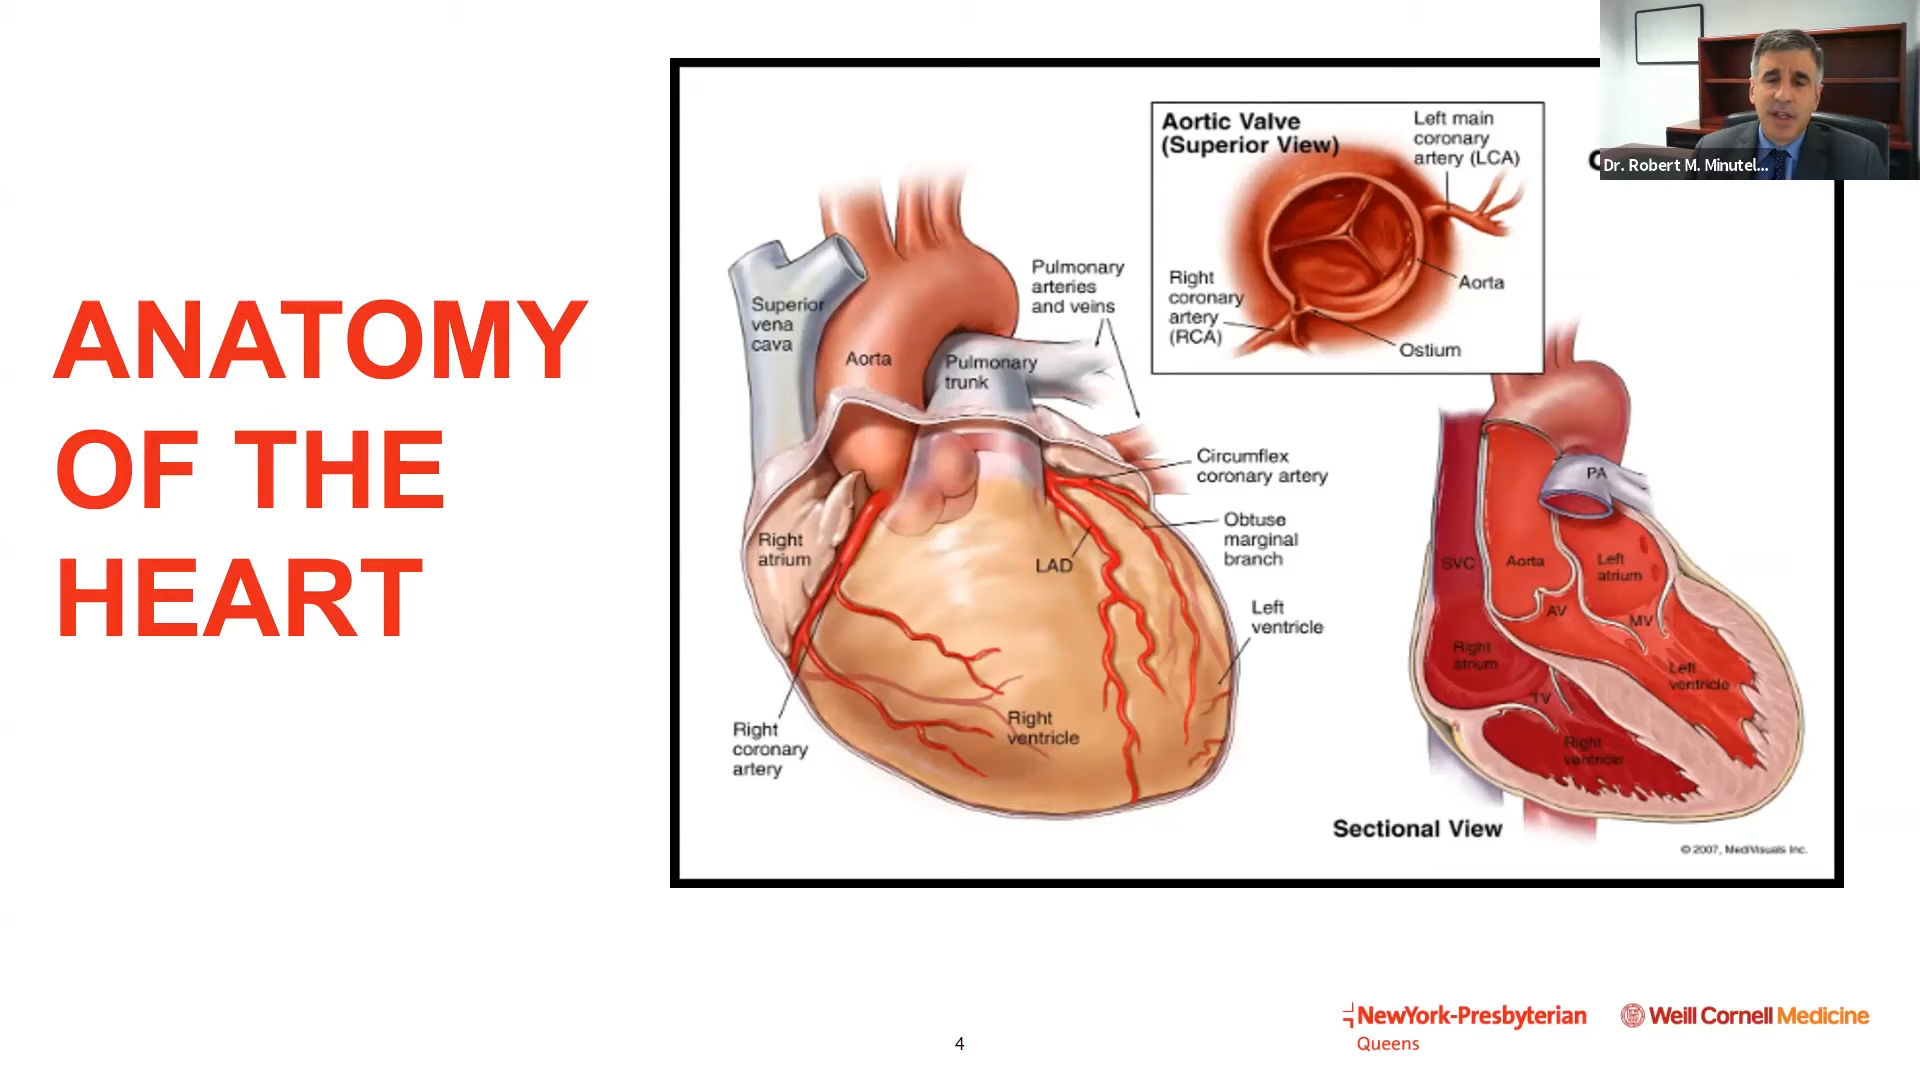 ANATOMY
OF THE
HEART
Aortic Valve
(Superior View)
Left main
coronary
artery (LCA)
Right
coronary
artery
(RCA)
Aorta
Ostium
Superior
vena
cava
Aorta
Pulmonary
trunk
Pulmonary
arteries
and veins
Circumflex
coronary artery
Obtuse
marginal
branch
LAD
Left
ventricle
Right
atrium
Right
ventricle
Right
coronary
artery
PA
SVC
Aorta
Left
atrium
AV
MV
Right
atrium
Left
ventricle
TV
Right
ventricle
Sectional View
© 2007, MediVisuals Inc.
Dr. Robert M. Minutel...
4
NewYork-Presbyterian
Queens
Weill Cornell Medicine